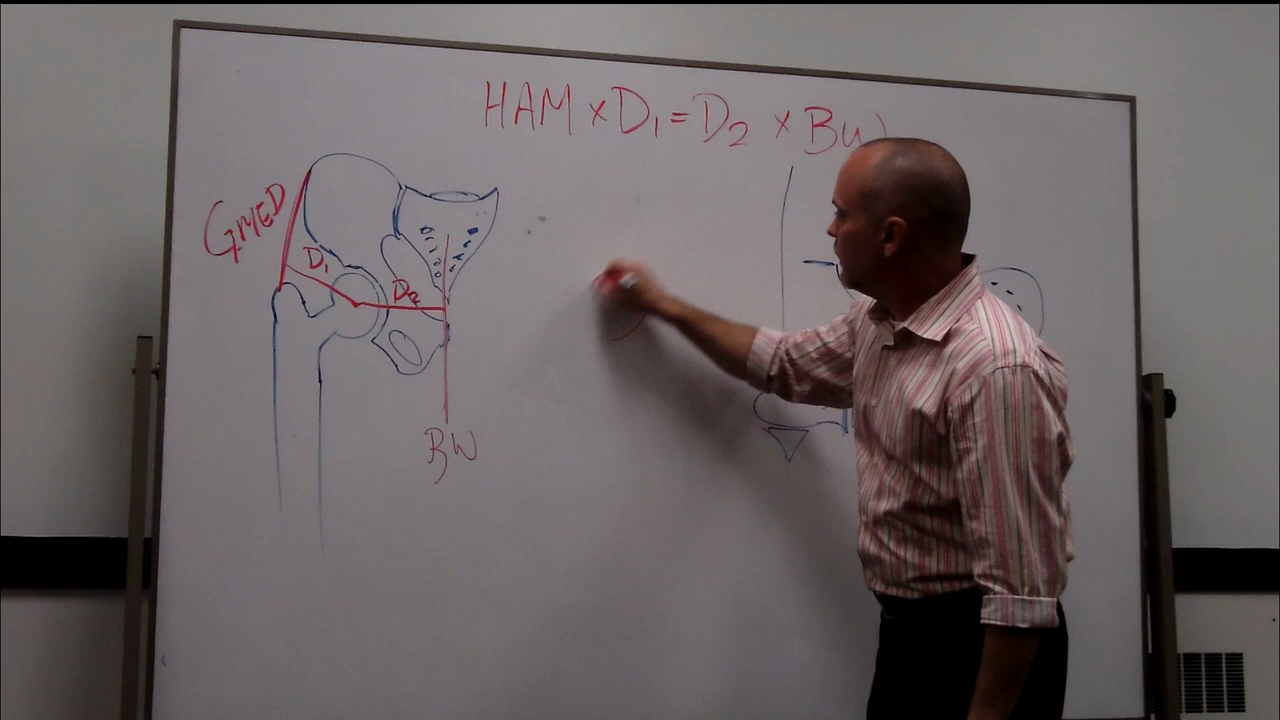 HAM × D₁ = D₂ × BW
GMED
D₁
D₂
BW